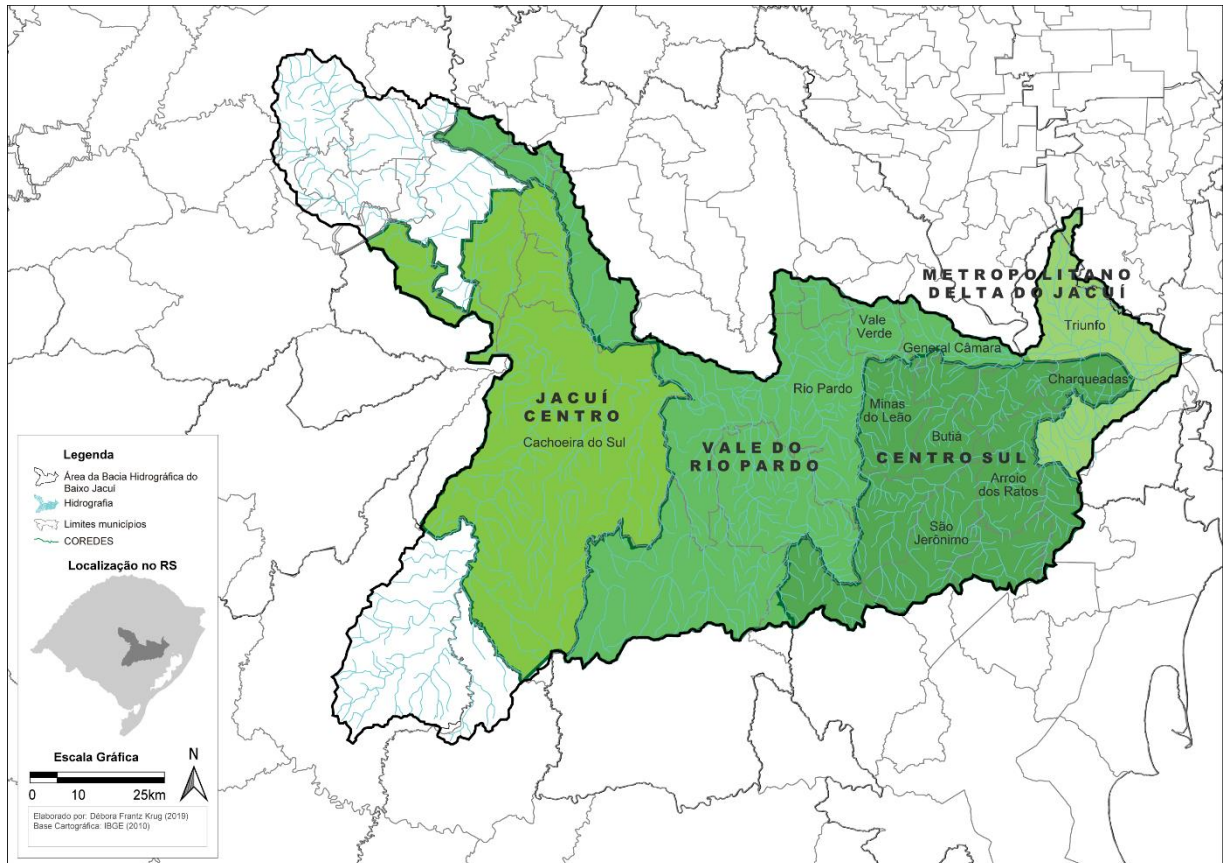 METROPOLITANO
DELTA DO JACUÍ
Triunfo
Vale
Verde
General Câmara
Charqueadas
Rio Pardo
Minas
do Leão
Butiá
JACUÍ
CENTRO
Cachoeira do Sul
VALE DO
RIO PARDO
CENTRO SUL
Arroio
dos Ratos
São
Jerônimo
Legenda
Área da Bacia Hidrográfica do
Baixo Jacuí
Hidrografia
Limites municípios
COREDES
Localização no RS
Escala Gráfica
N
0 10 25km
Elaborado por: Débora Frantz Krug (2019)
Base Cartográfica: IBGE (2010)